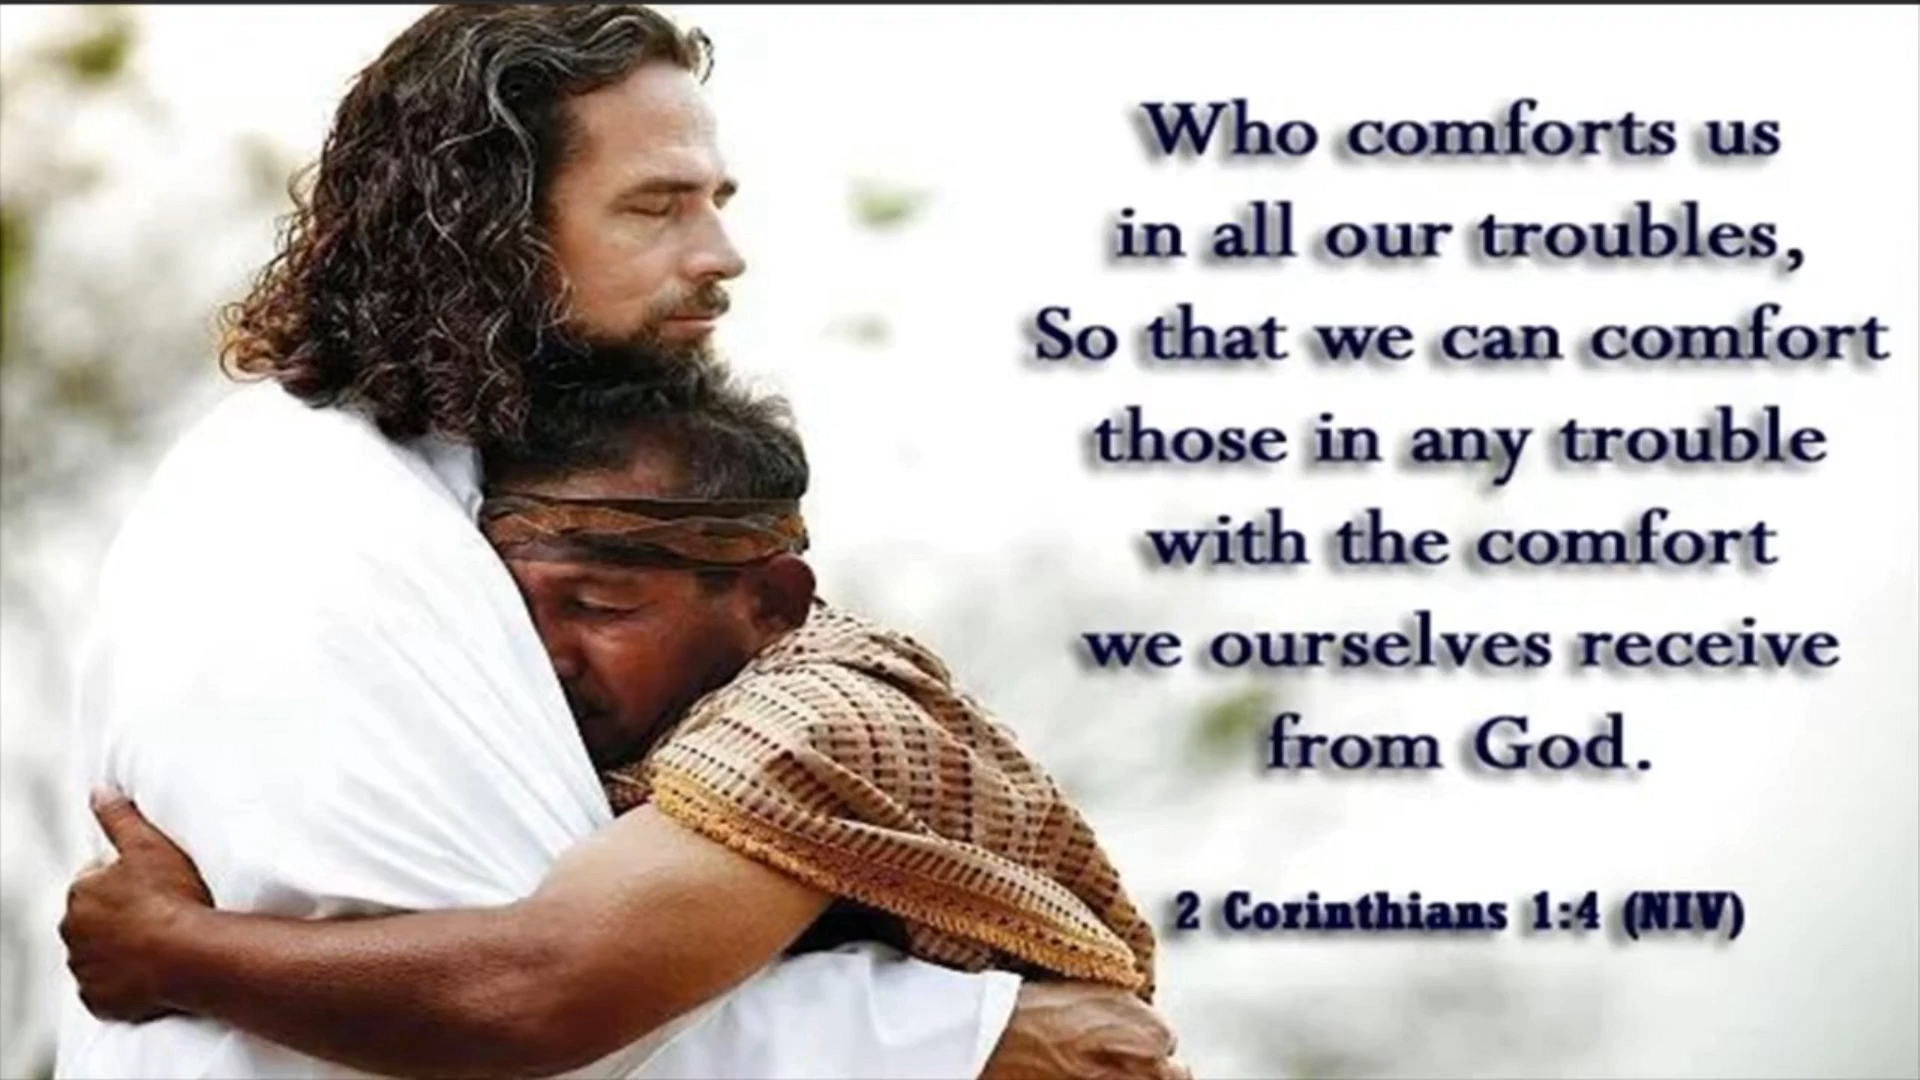 Who comforts us
in all our troubles,
So that we can comfort
those in any trouble
with the comfort
we ourselves receive
from God.
2 Corinthians 1:4 (NIV)